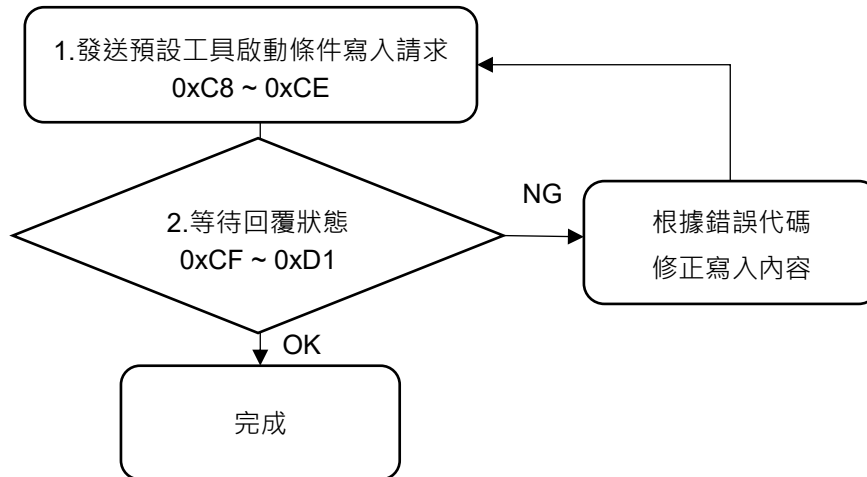 1.發送預設工具啟動條件寫入請求
0xC8 ~ 0xCE
2.等待回覆狀態
0xCF ~ 0xD1
NG
根據錯誤代碼
修正寫入內容
OK
完成